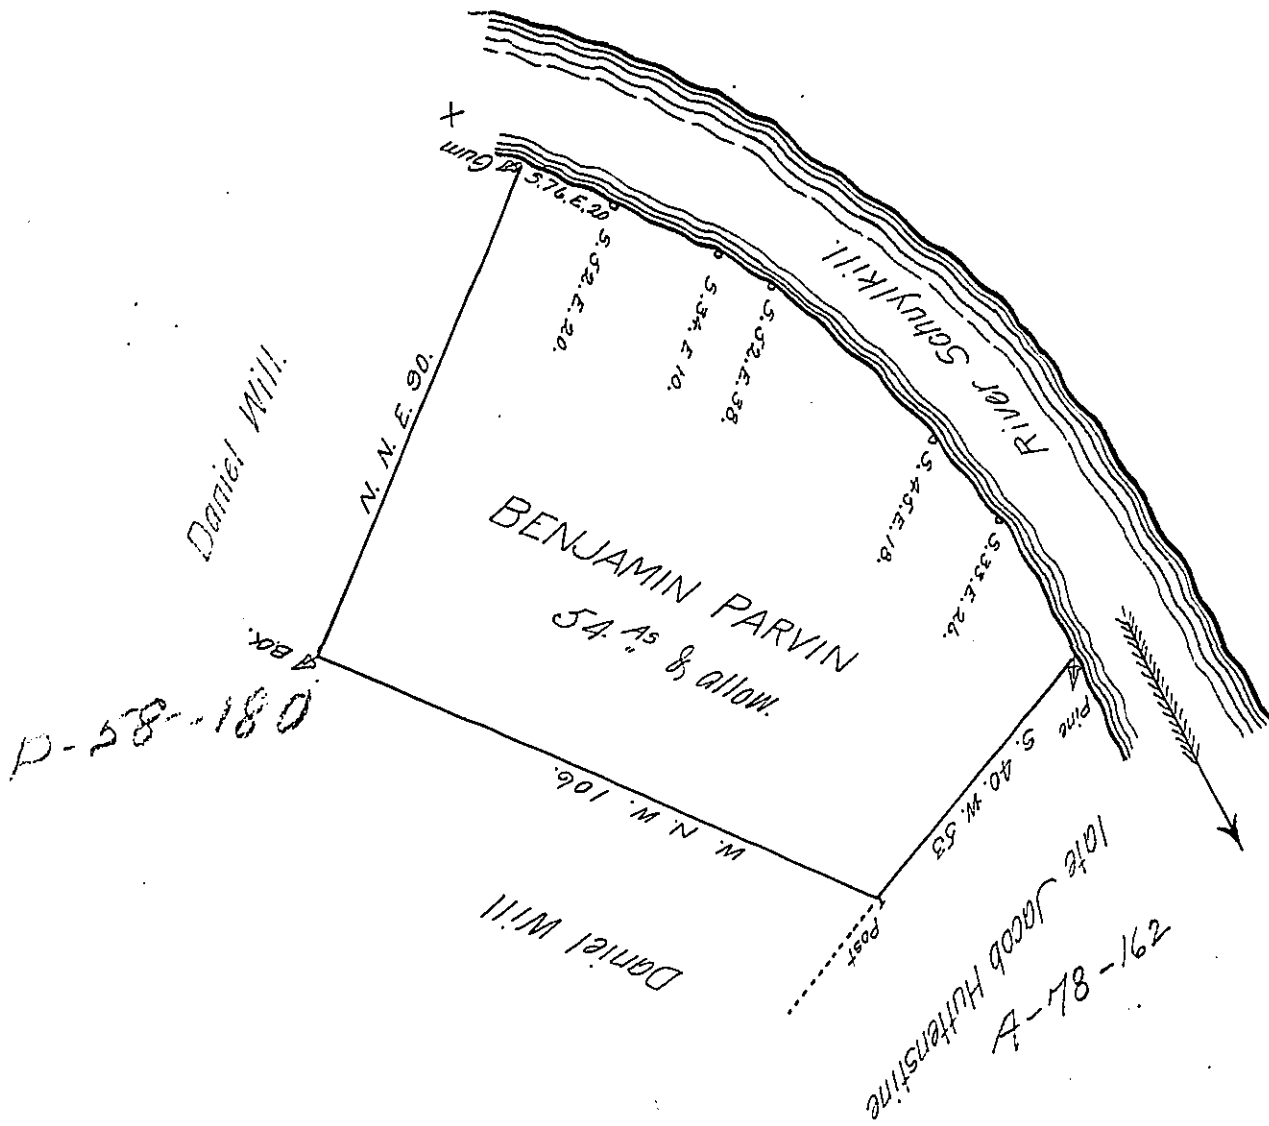 X
Gum
S.76.E.20
S.52.E.20.
S.34.E 10.
S.52.E.38.
S.45.E.18.
S.33.E.26.
River Schuylkill.
N. N. E 90.
Daniel Will.
BENJAMIN PARVIN
54 As & allow.
B.O.
P-58-180
Pine
S. 40. W. 53
W. N. W. 106.
Post
Daniel Will
late Jacob Huttenstine
A-78-162